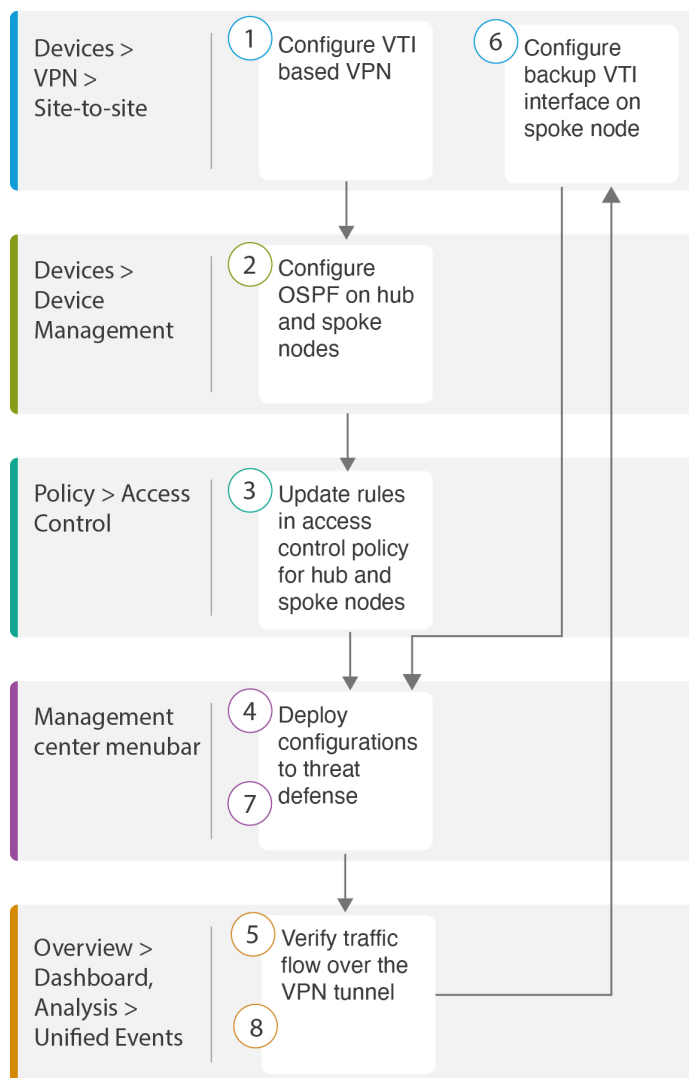 Devices >
VPN >
Site-to-site
1
Configure VTI
based VPN
6
Configure
backup VTI
interface on
spoke node
Devices >
Device
Management
2
Configure
OSPF on hub
and spoke
nodes
Policy > Access
Control
3
Update rules
in access
control policy
for hub and
spoke nodes
Management
center menubar
4
Deploy
configurations
to threat
defense
7
Overview >
Dashboard,
Analysis >
Unified Events
5
Verify traffic
flow over the
VPN tunnel
8